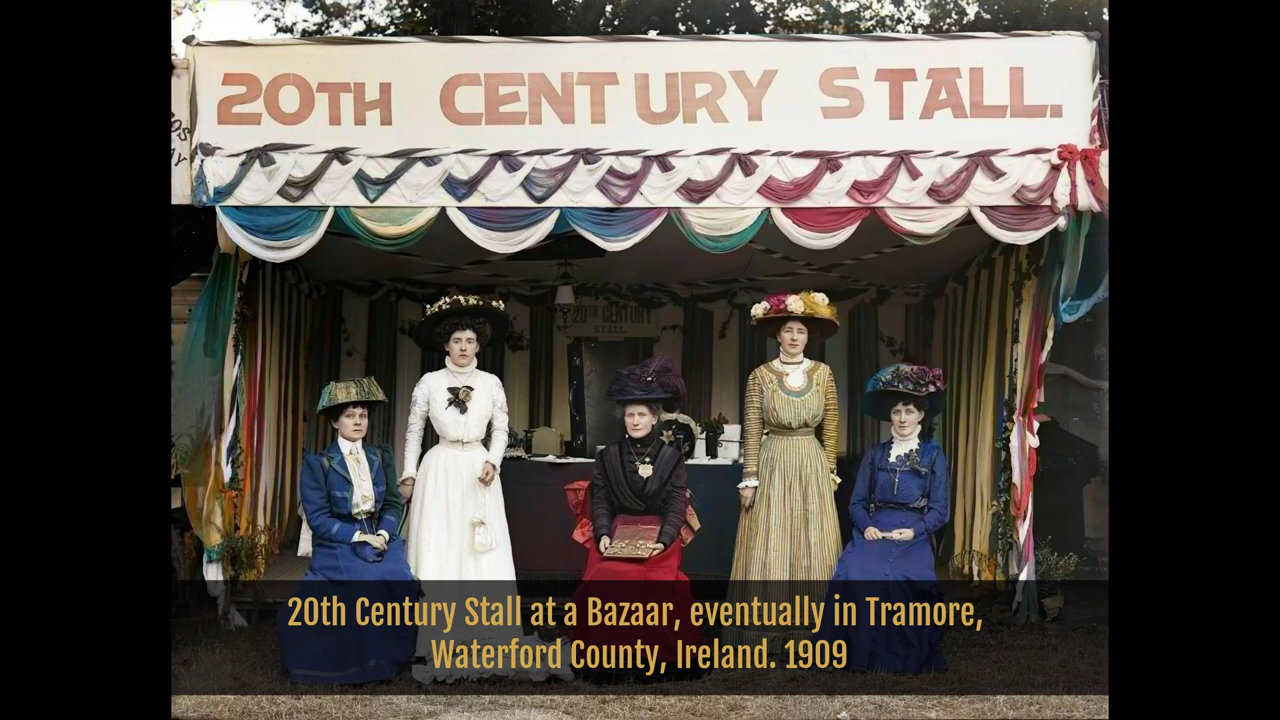 20TH CENTURY STALL.
20TH CENTURY
STALL
20th Century Stall at a Bazaar, eventually in Tramore,
Waterford County, Ireland. 1909